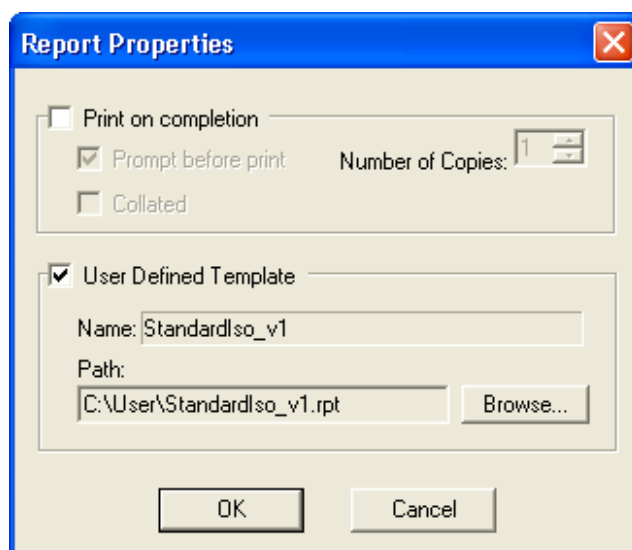 Report Properties
Print on completion
Prompt before print
Number of Copies: 1
Collated
User Defined Template
Name: StandardIso_v1
Path:
C:\User\StandardIso_v1.rpt Browse...
OK Cancel